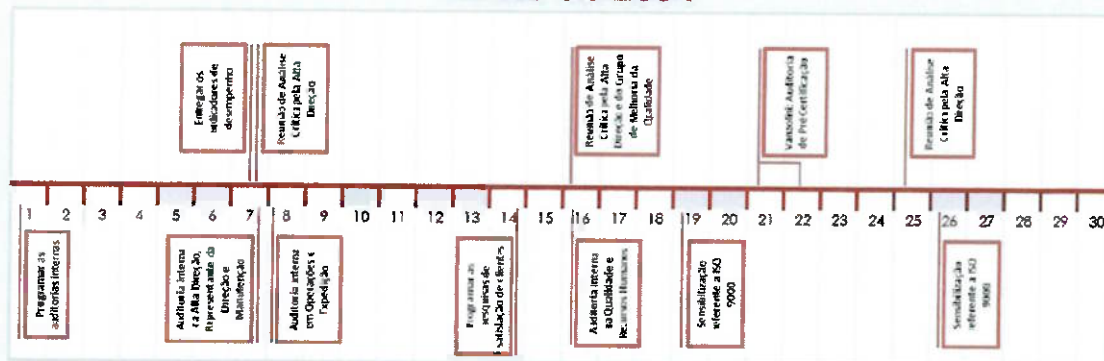 Entregar os
indicadores de
desempenho
Reunião de Análise
Crítica pela Alta
Direção
Reunião de Análise
Crítica pela Alta
Direção e do Grupo
de Melhoria da
Qualidade
Vanzolini: Auditoria
de Pré Certificação
Reunião de Análise
Crítica pela Alta
Direção
1 2 3 4 5 6 7 8 9 10 11 12 13 14 15 16 17 18 19 20 21 22 23 24 25 26 27 28 29 30
Programar as
auditorias internas
Auditoria interna
na Alta Direção,
Representante da
Direção e
Manutenção
Auditoria interna
em Operações e
Expedição
Programar as
pesquisas de
satisfação de clientes
Auditoria interna
na Qualidade e
Recursos Humanos
Sensibilização
referente a ISO
9000
Sensibilização
referente a ISO
9000